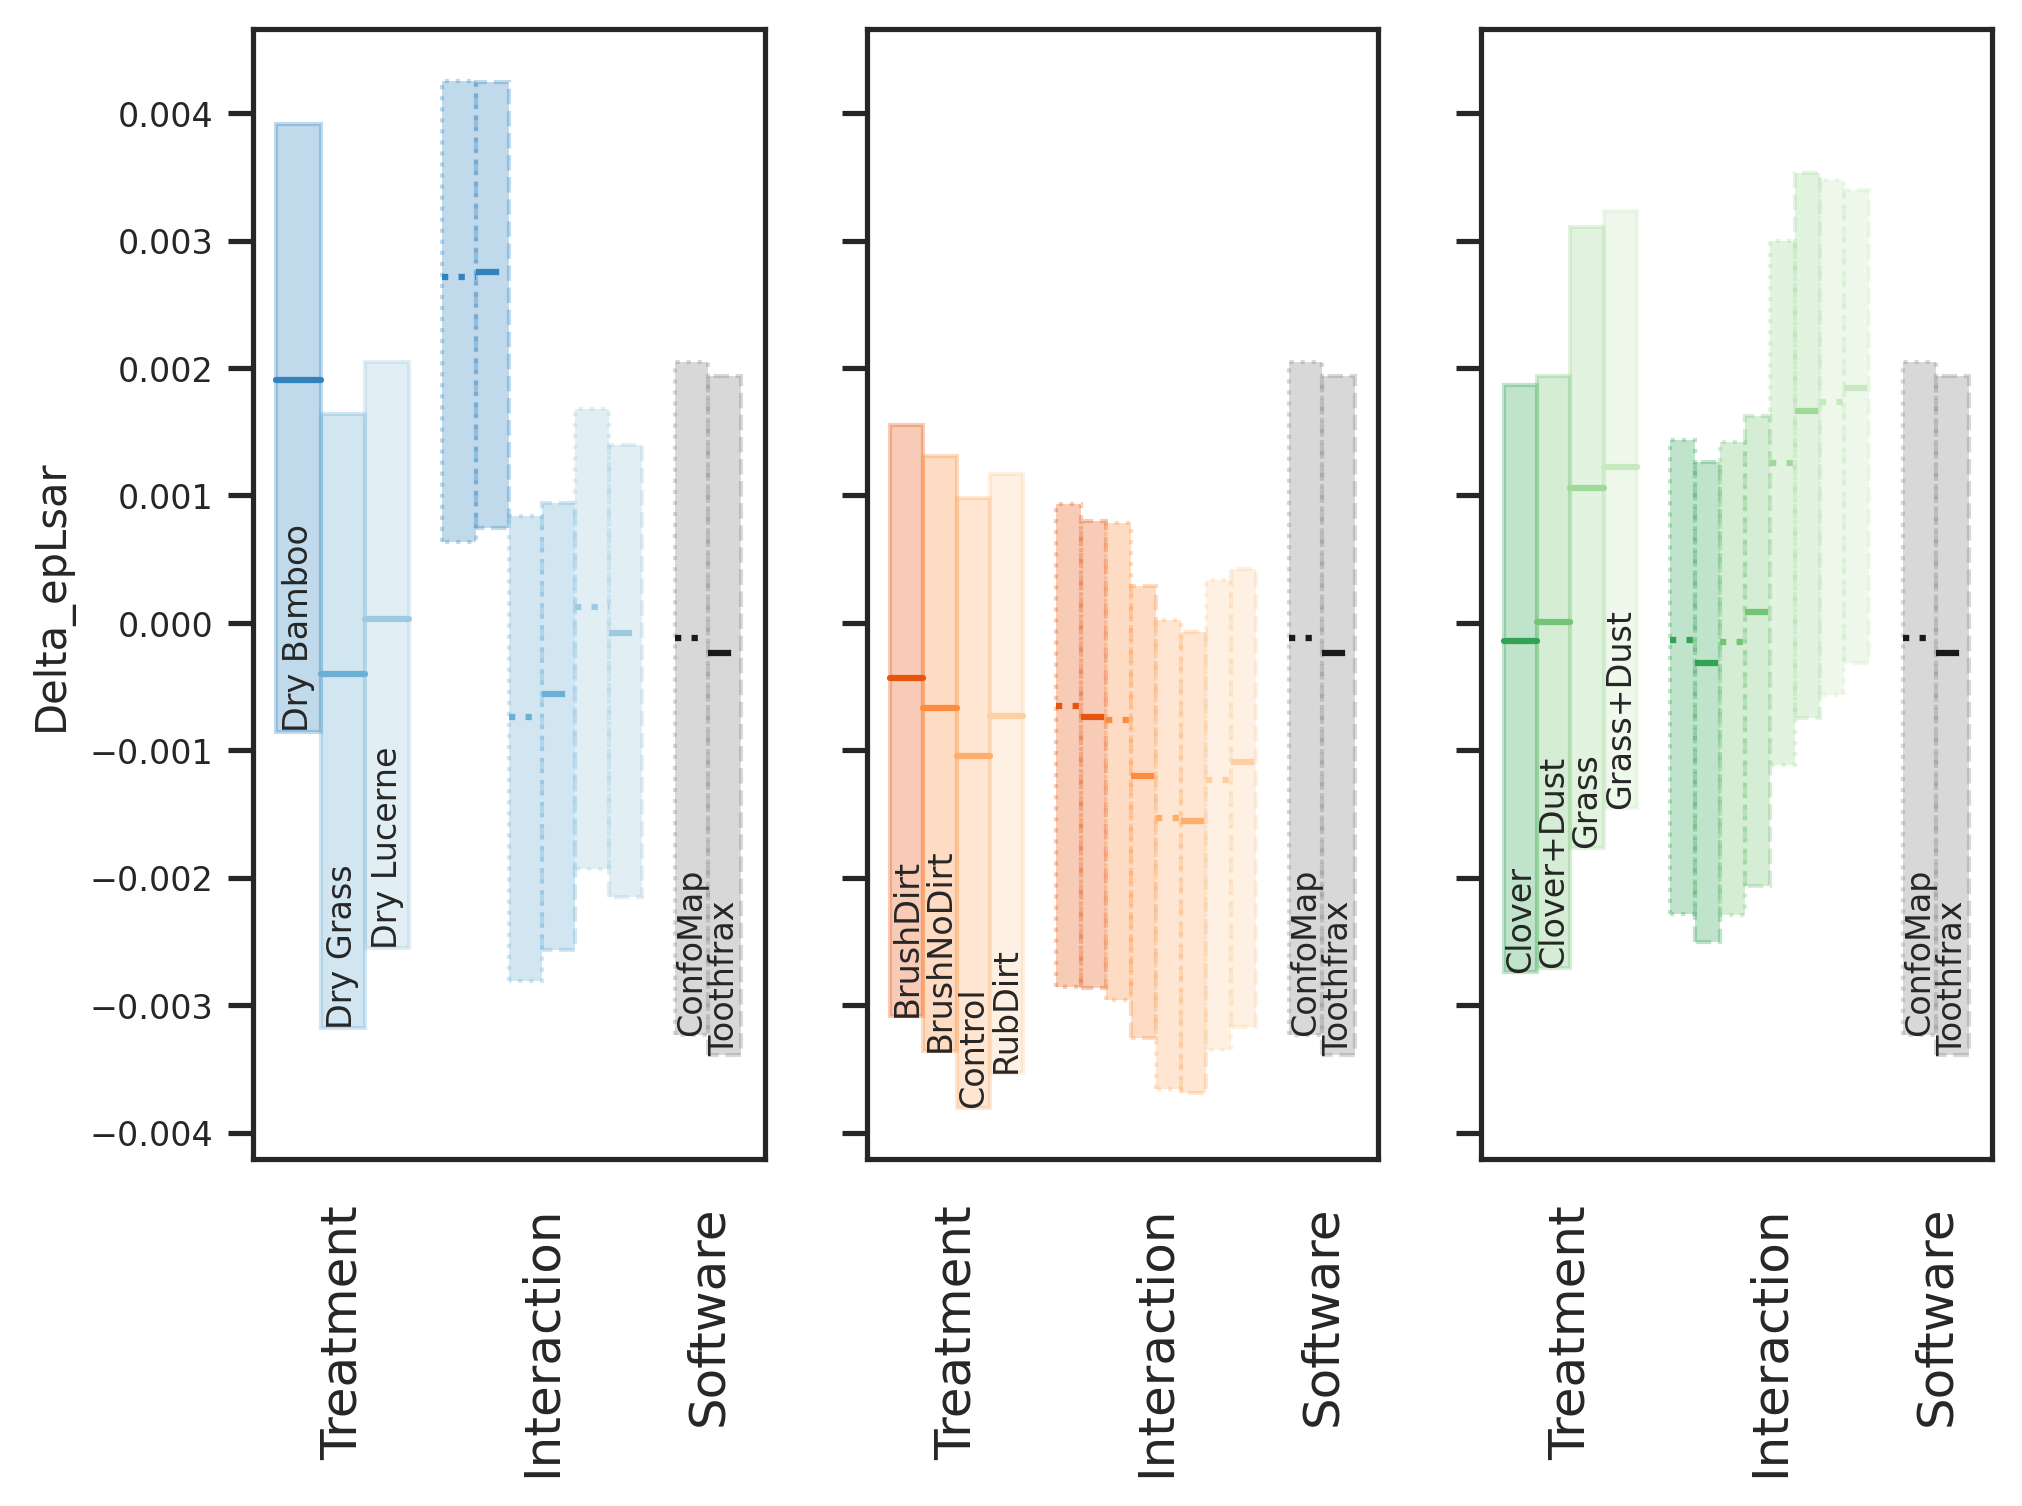 Delta_epLsar
0.004
0.003
0.002
0.001
0.000
−0.001
−0.002
−0.003
−0.004
Dry Bamboo
Dry Grass
Dry Lucerne
ConfoMap
Toothfrax
Treatment
Interaction
Software
BrushDirt
BrushNoDirt
Control
RubDirt
ConfoMap
Toothfrax
Treatment
Interaction
Software
Clover
Clover+Dust
Grass
Grass+Dust
ConfoMap
Toothfrax
Treatment
Interaction
Software